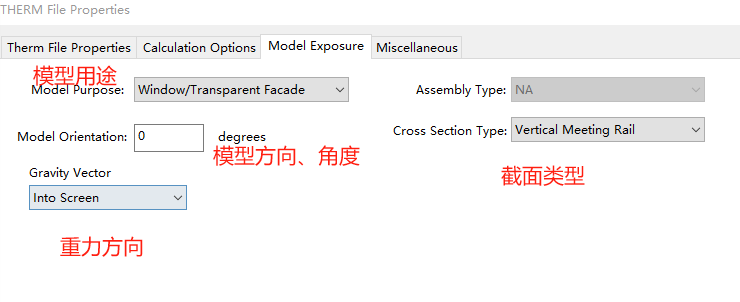 THERM File Properties
Therm File Properties Calculation Options Model Exposure Miscellaneous
模型用途
Model Purpose: Window/Transparent Facade Assembly Type: NA
Model Orientation: 0 degrees Cross Section Type: Vertical Meeting Rail
模型方向、角度
Gravity Vector
截面类型
Into Screen
重力方向